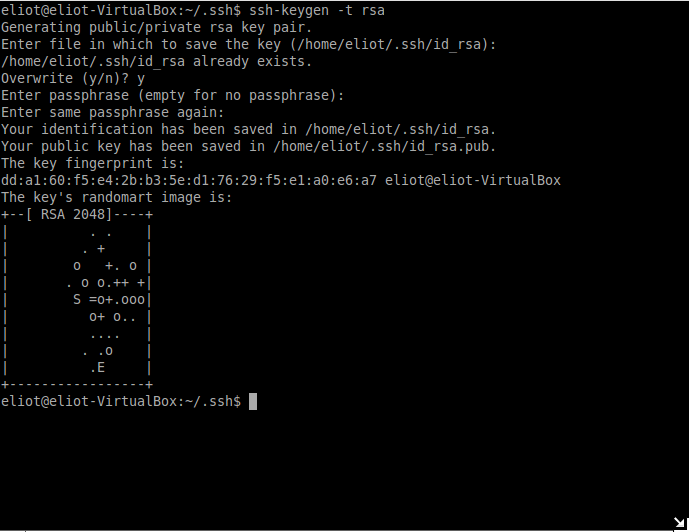 eliot@eliot-VirtualBox:~/.ssh$ ssh-keygen -t rsa
Generating public/private rsa key pair.
Enter file in which to save the key (/home/eliot/.ssh/id_rsa):
/home/eliot/.ssh/id_rsa already exists.
Overwrite (y/n)? y
Enter passphrase (empty for no passphrase):
Enter same passphrase again:
Your identification has been saved in /home/eliot/.ssh/id_rsa.
Your public key has been saved in /home/eliot/.ssh/id_rsa.pub.
The key fingerprint is:
dd:a1:60:f5:e4:2b:b3:5e:d1:76:29:f5:e1:a0:e6:a7 eliot@eliot-VirtualBox
The key's randomart image is:
+--[ RSA 2048]----+
|          . .    |
|         . +     |
|        o   +. o |
|       . o o.++ +|
|        S =o+.ooo|
|          o+ o.. |
|          ....   |
|         . .o    |
|          .E     |
+-----------------+
eliot@eliot-VirtualBox:~/.ssh$